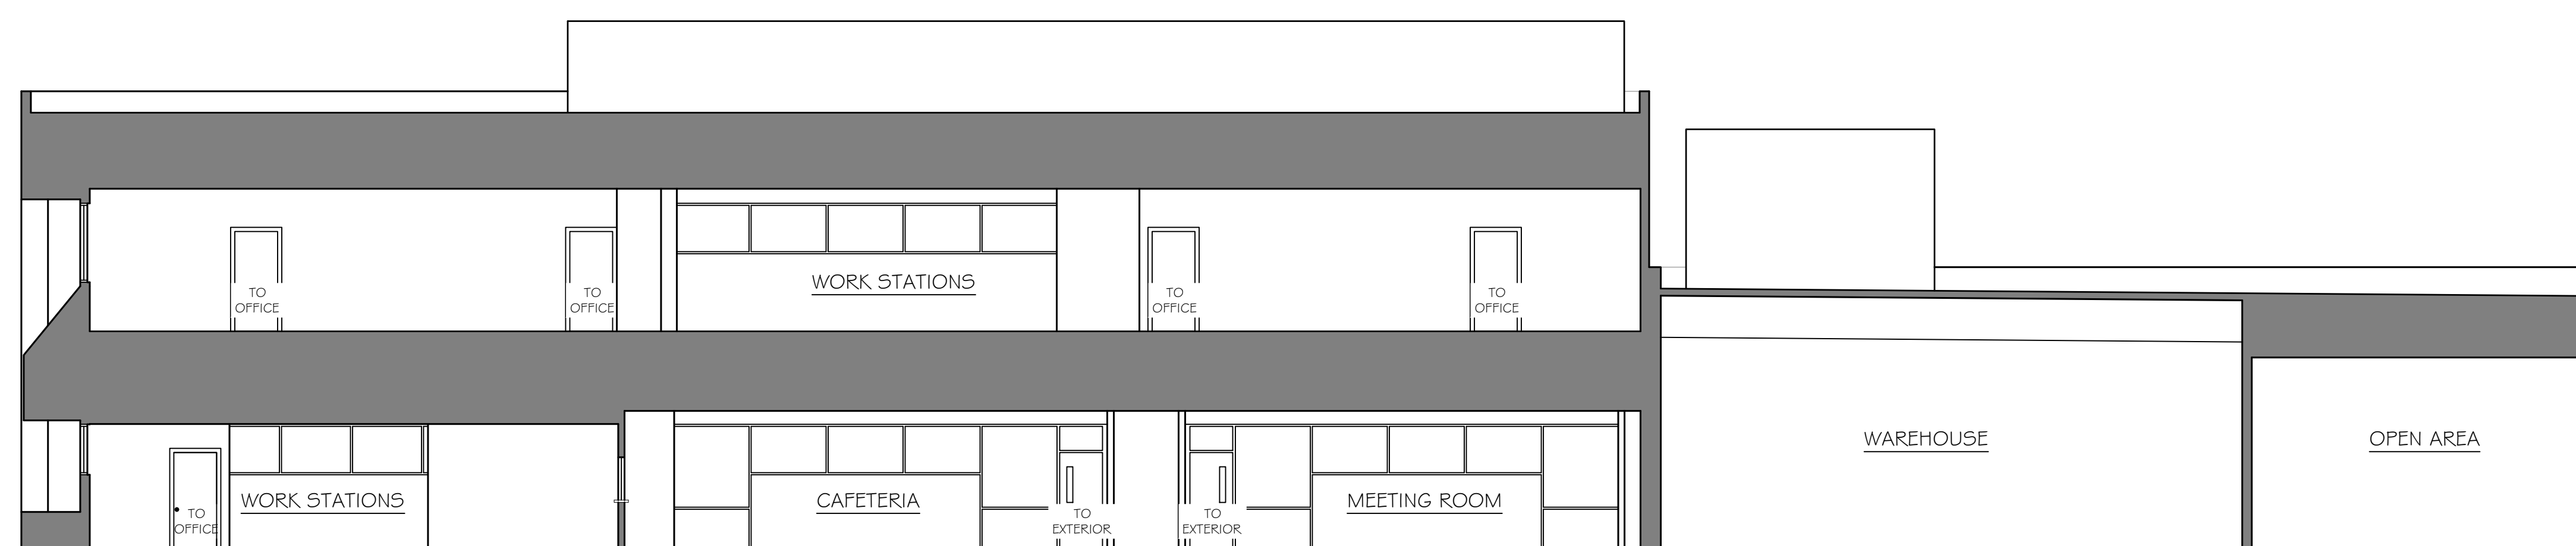 WORK STATIONS
TO
OFFICE
TO
OFFICE
TO
OFFICE
TO
OFFICE
WAREHOUSE
OPEN AREA
WORK STATIONS
CAFETERIA
MEETING ROOM
TO
OFFICE
TO
EXTERIOR
TO
EXTERIOR